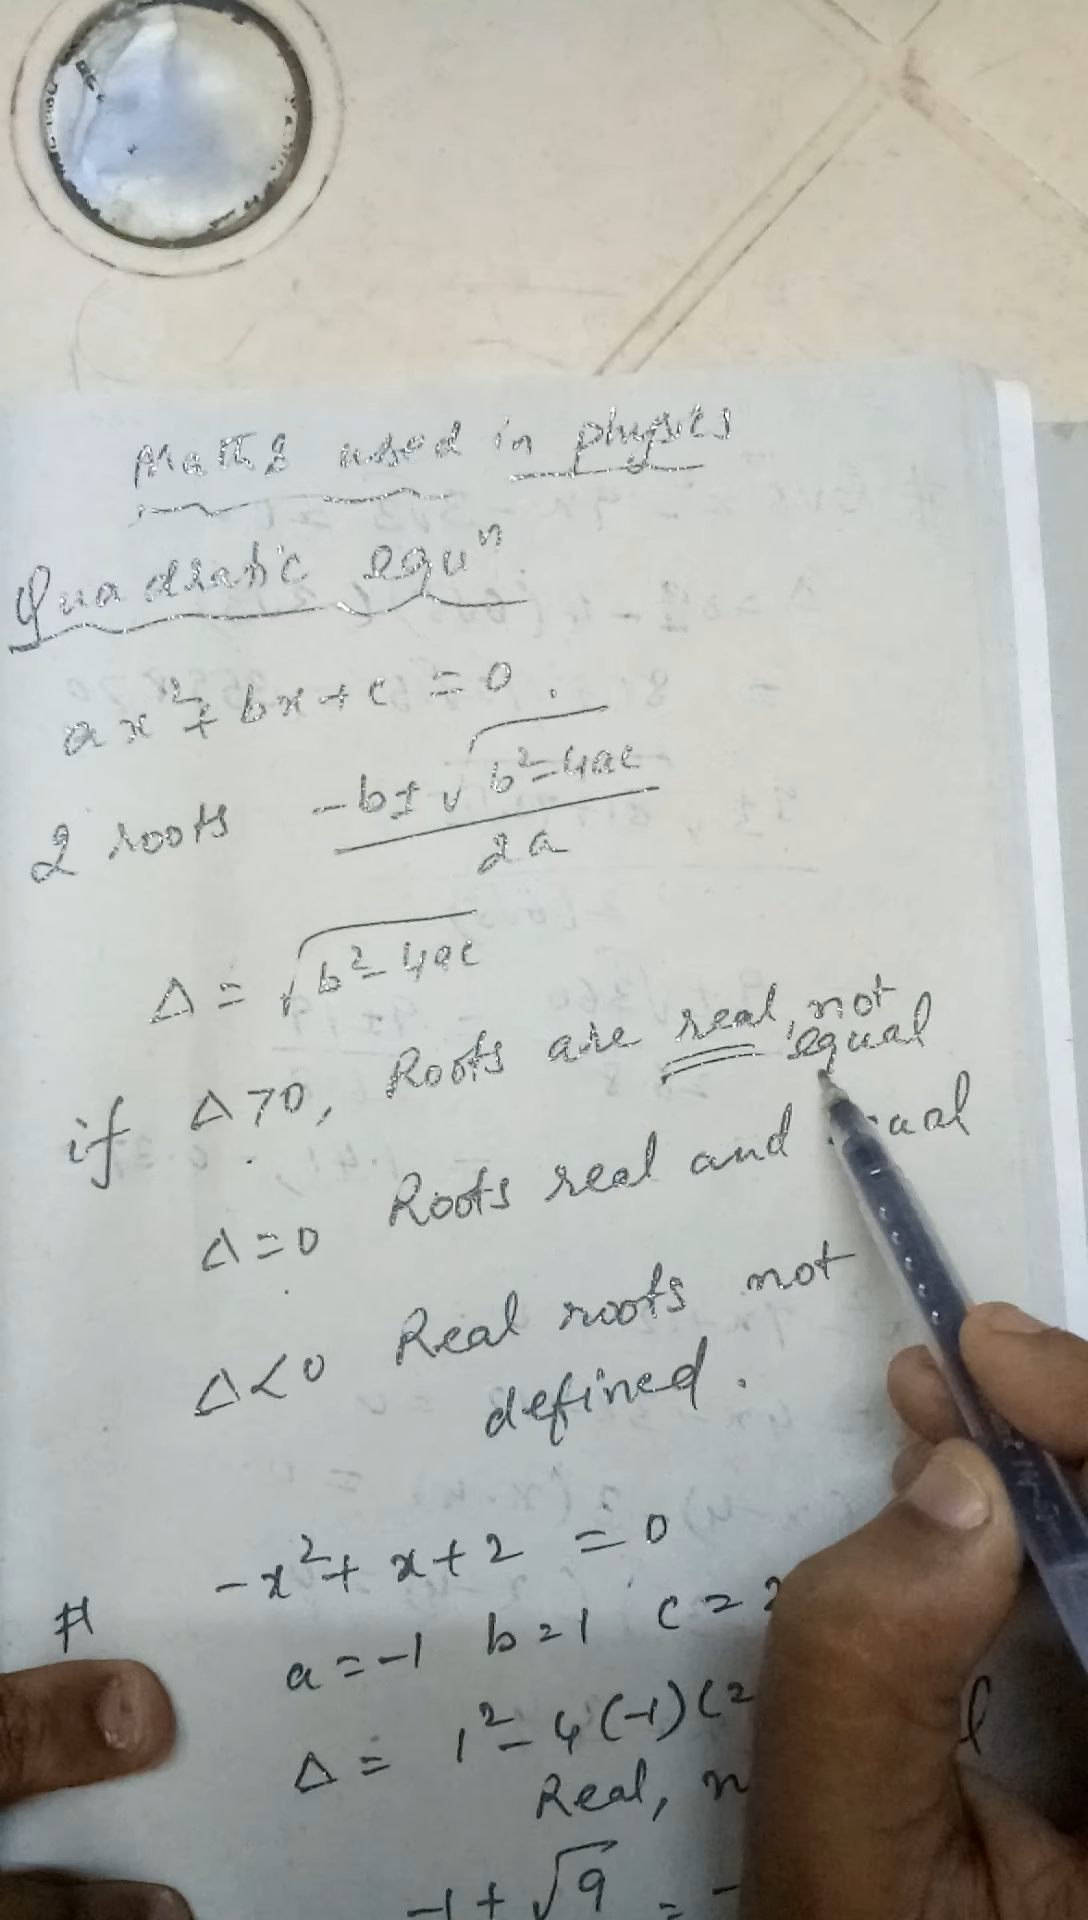 Maths used in physics
Quadratic equⁿ
ax²+bx+c = 0.
2 roots -b±√b²-4ac
2a
Δ = √b²-4ac
if Δ>0, Roots are real, not equal
Δ=0 Roots real and
Δ<0 Real roots not
defined.
# -x²+x+2 = 0
a=-1 b=1 c=2
Δ = 1²-4(-1)(2
Real, n
-1+√9 = -